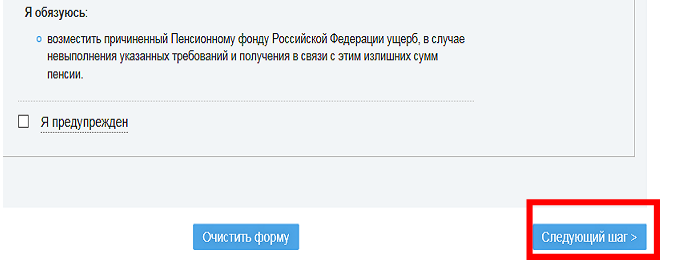 Я обязуюсь:
возместить причиненный Пенсионному фонду Российской Федерации ущерб, в случае
невыполнения указанных требований и получения в связи с этим излишних сумм
пенсии.
Я предупрежден
Очистить форму
Следующий шаг >